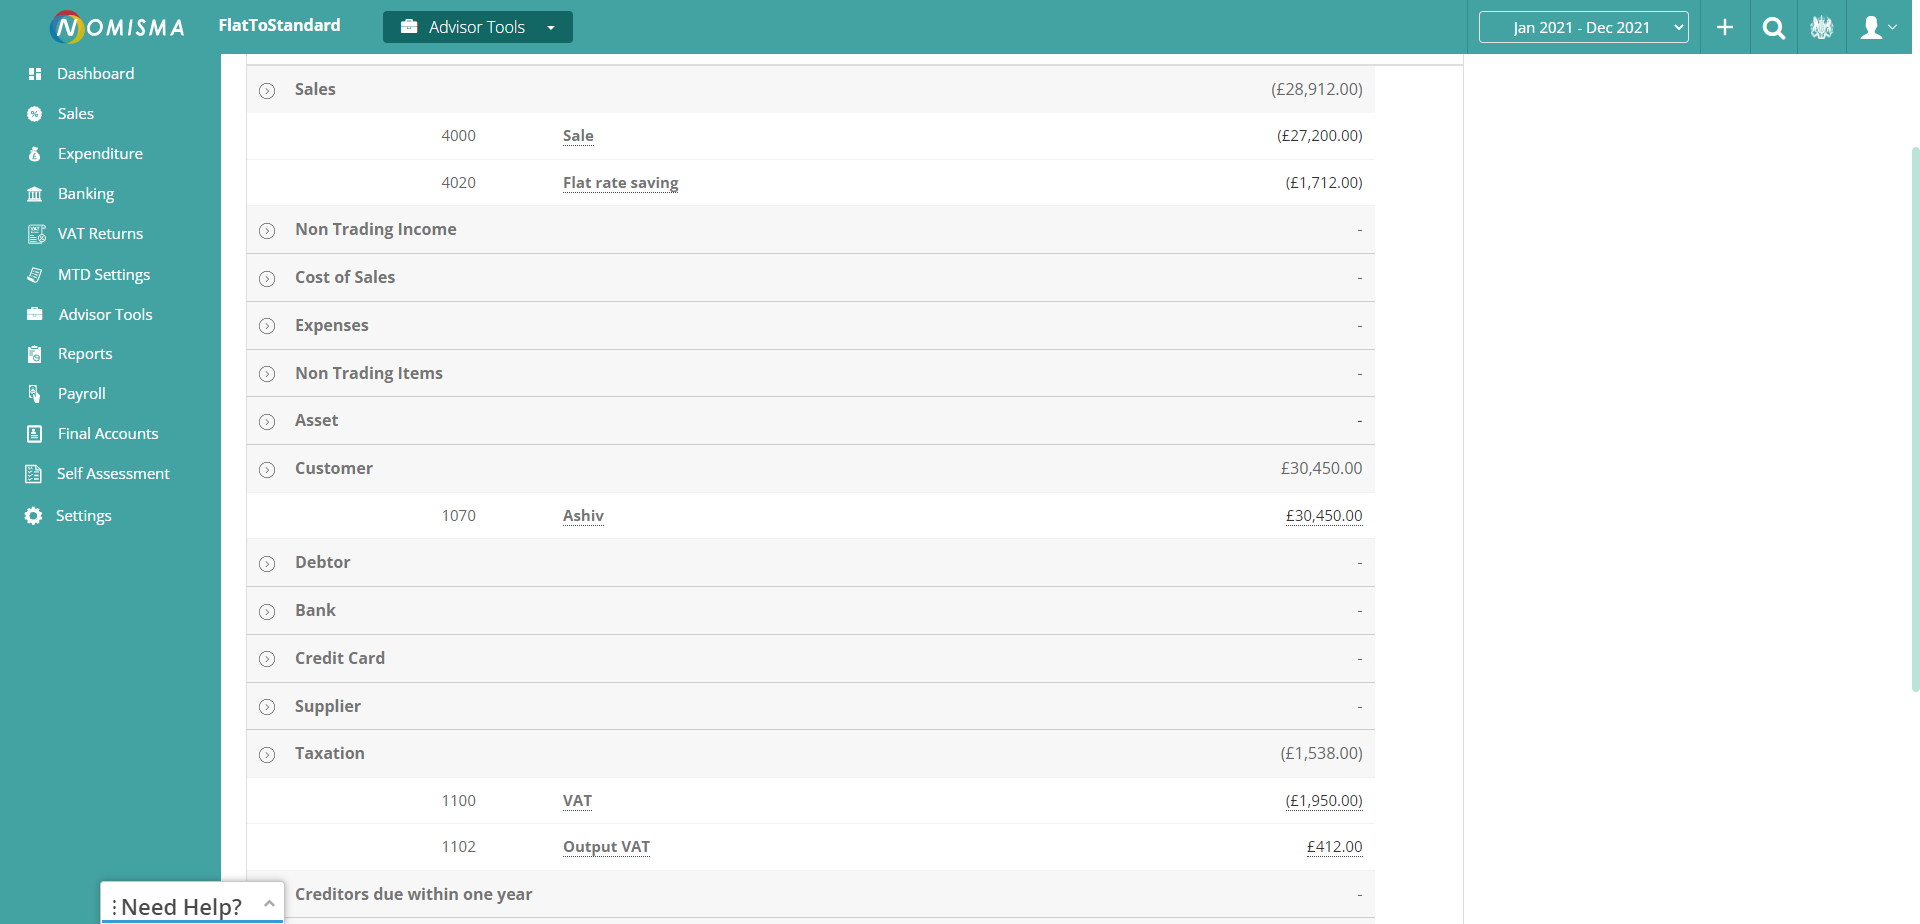 NOMISMA
FlatToStandard
Advisor Tools
Jan 2021 - Dec 2021
Dashboard
Sales
Expenditure
Banking
VAT Returns
MTD Settings
Advisor Tools
Reports
Payroll
Final Accounts
Self Assessment
Settings
Sales (£28,912.00)
4000 Sale (£27,200.00)
4020 Flat rate saving (£1,712.00)
Non Trading Income -
Cost of Sales -
Expenses -
Non Trading Items -
Asset -
Customer £30,450.00
1070 Ashiv £30,450.00
Debtor -
Bank -
Credit Card -
Supplier -
Taxation (£1,538.00)
1100 VAT (£1,950.00)
1102 Output VAT £412.00
Creditors due within one year -
Need Help?